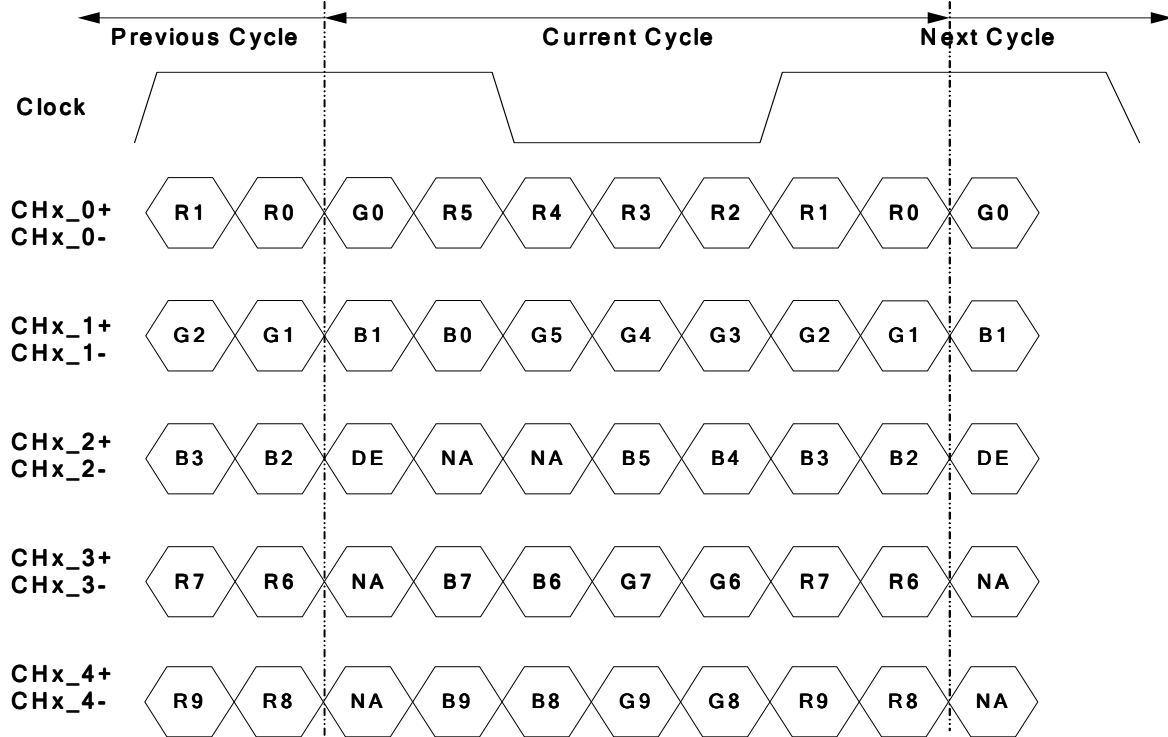 Previous Cycle Current Cycle Next Cycle
Clock
CHx_0+
CHx_0-
R1 R0 G0 R5 R4 R3 R2 R1 R0 G0
CHx_1+
CHx_1-
G2 G1 B1 B0 G5 G4 G3 G2 G1 B1
CHx_2+
CHx_2-
B3 B2 DE NA NA B5 B4 B3 B2 DE
CHx_3+
CHx_3-
R7 R6 NA B7 B6 G7 G6 R7 R6 NA
CHx_4+
CHx_4-
R9 R8 NA B9 B8 G9 G8 R9 R8 NA